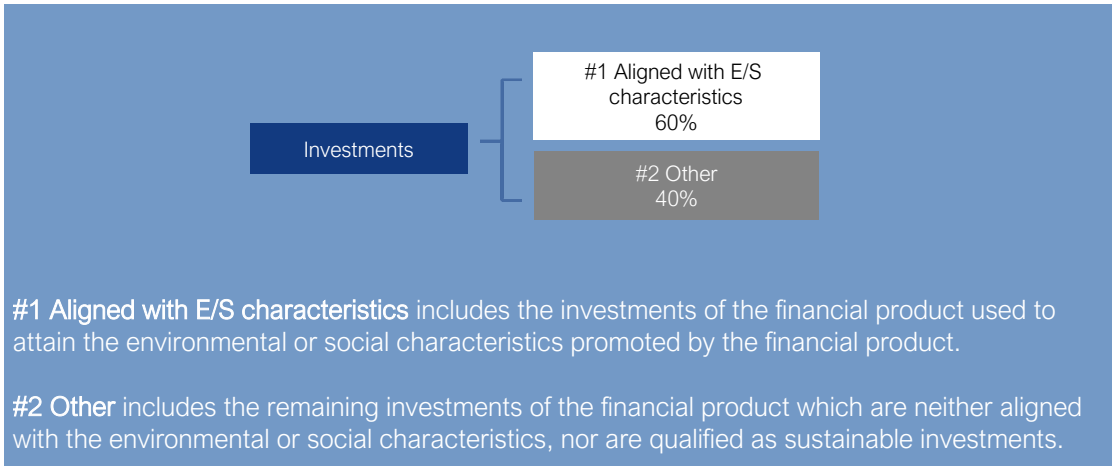 #1 Aligned with E/S
characteristics
60%
Investments
#2 Other
40%
#1 Aligned with E/S characteristics includes the investments of the financial product used to
attain the environmental or social characteristics promoted by the financial product.
#2 Other includes the remaining investments of the financial product which are neither aligned
with the environmental or social characteristics, nor are qualified as sustainable investments.